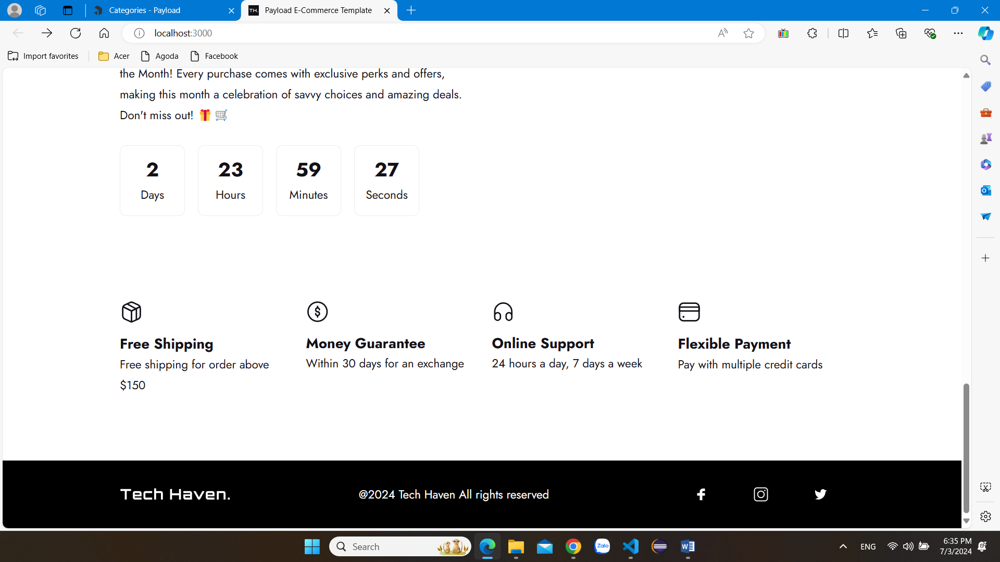 Categories - Payload
TH.
Payload E-Commerce Template
localhost:3000
Import favorites
Acer
Agoda
Facebook
the Month! Every purchase comes with exclusive perks and offers,
making this month a celebration of savvy choices and amazing deals.
Don't miss out! 🎁 🛒
2
Days
23
Hours
59
Minutes
27
Seconds
Free Shipping
Free shipping for order above
$150
Money Guarantee
Within 30 days for an exchange
Online Support
24 hours a day, 7 days a week
Flexible Payment
Pay with multiple credit cards
Tech Haven.
@2024 Tech Haven All rights reserved
Search
Zalo
ENG
6:35 PM
7/3/2024